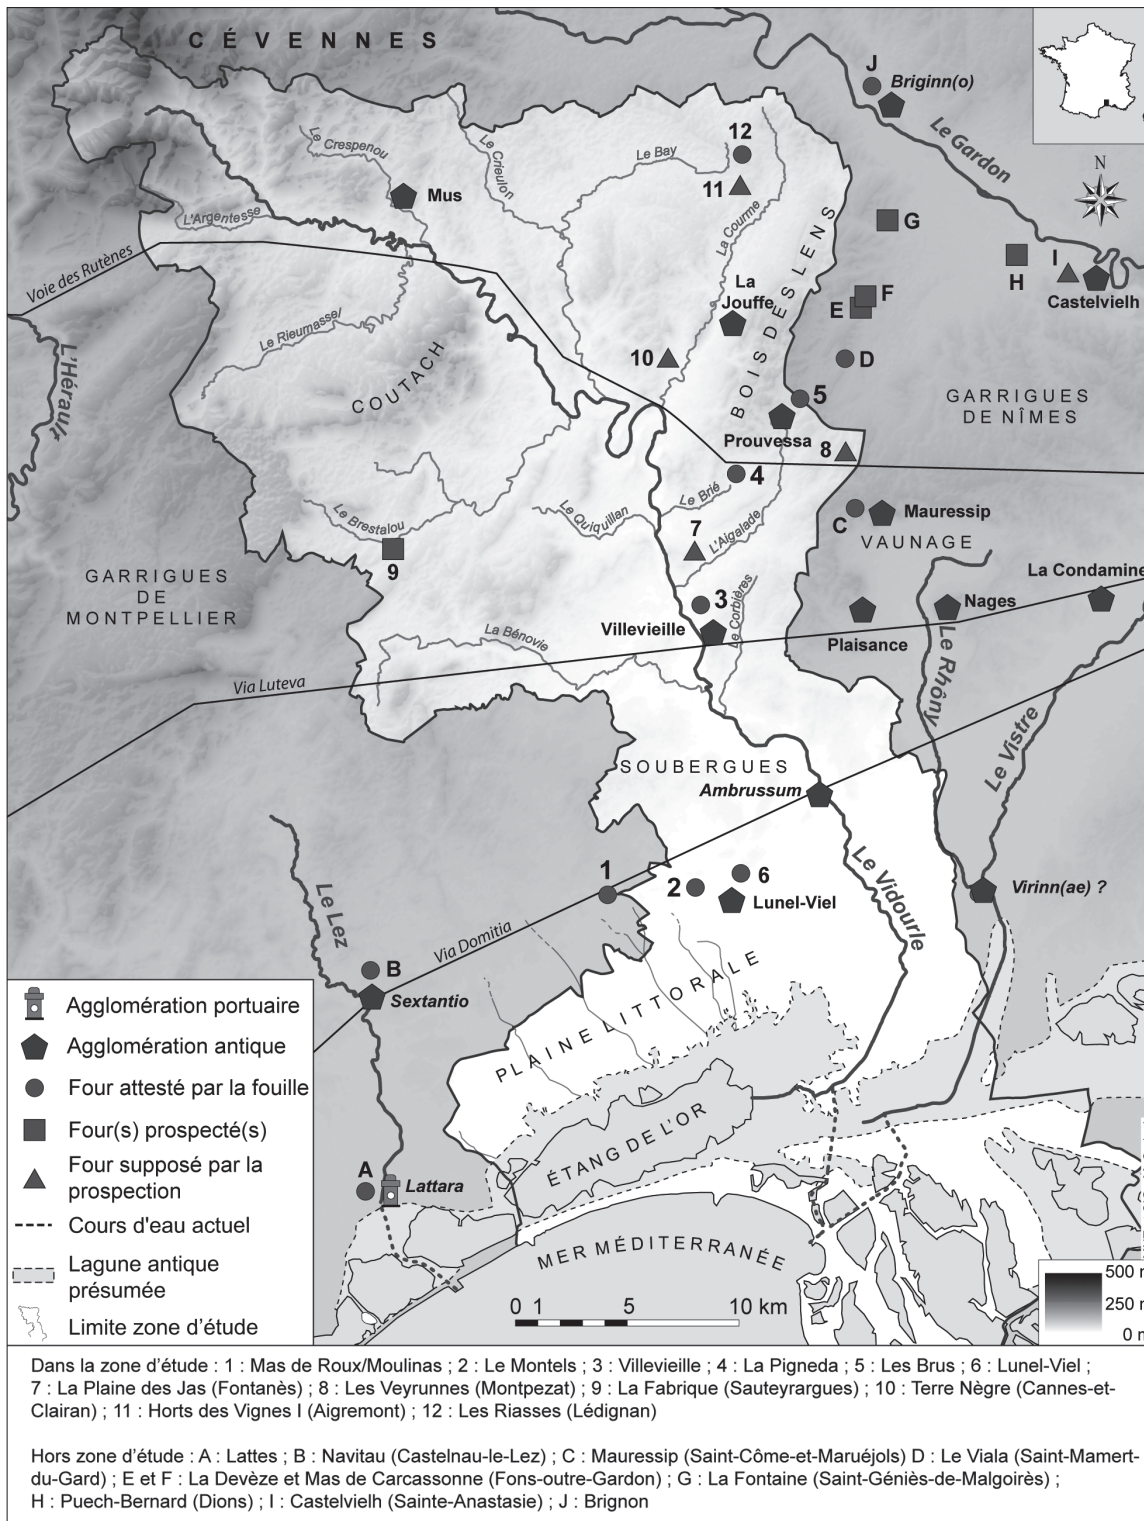 CÉVENNES
J
Briginn(o)
Le Gardon
N
Le Crespenou
Le Crieulon
Le Bay
12
11
Mus
L'Argentesse
La Courme
G
Voie des Rutènes
H
I
Castelvielh
La
Jouffe
F
E
BOIS DES LENS
L'Hérault
Le Rieumassel
COUTACH
10
D
5
GARRIGUES
DE NÎMES
Prouvessa
8
4
Le Brié
C
Mauressip
VAUNAGE
Le Brestalou
Le Quiquillan
7
L'Aigalade
9
GARRIGUES
DE
MONTPELLIER
La Condamine
3
Le Corbières
Nages
Villevieille
La Bénovie
Plaisance
Le Rhôny
Via Luteva
Le Vistre
SOUBERGUES
Ambrussum
1
2
6
Lunel-Viel
Le Vidourle
Virinn(ae) ?
Le Lez
Via Domitia
B
Sextantio
PLAINE LITTORALE
ÉTANG DE L'OR
A
Lattara
MER MÉDITERRANÉE
0 1 5 10 km
500 m
250 m
0 m
Agglomération portuaire
Agglomération antique
Four attesté par la fouille
Four(s) prospecté(s)
Four supposé par la
prospection
Cours d'eau actuel
Lagune antique
présumée
Limite zone d'étude
Dans la zone d'étude : 1 : Mas de Roux/Moulinas ; 2 : Le Montels ; 3 : Villevieille ; 4 : La Pigneda ; 5 : Les Brus ; 6 : Lunel-Viel ;
7 : La Plaine des Jas (Fontanès) ; 8 : Les Veyrunnes (Montpezat) ; 9 : La Fabrique (Sauteyrargues) ; 10 : Terre Nègre (Cannes-et-
Clairan) ; 11 : Horts des Vignes I (Aigremont) ; 12 : Les Riasses (Lédignan)
Hors zone d'étude : A : Lattes ; B : Navitau (Castelnau-le-Lez) ; C : Mauressip (Saint-Côme-et-Maruéjols) D : Le Viala (Saint-Mamert-
du-Gard) ; E et F : La Devèze et Mas de Carcassonne (Fons-outre-Gardon) ; G : La Fontaine (Saint-Géniès-de-Malgoirès) ;
H : Puech-Bernard (Dions) ; I : Castelvielh (Sainte-Anastasie) ; J : Brignon